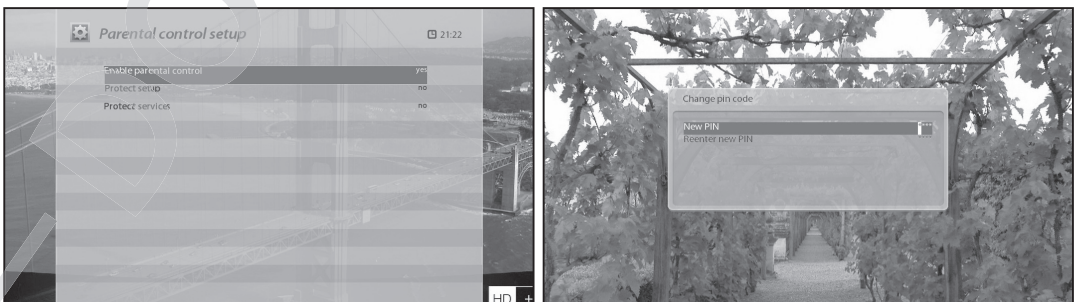 Parental control setup 21:22
Enable parental control yes
Protect setup no
Protect services no
HD +
Change pin code
New PIN
Reenter new PIN